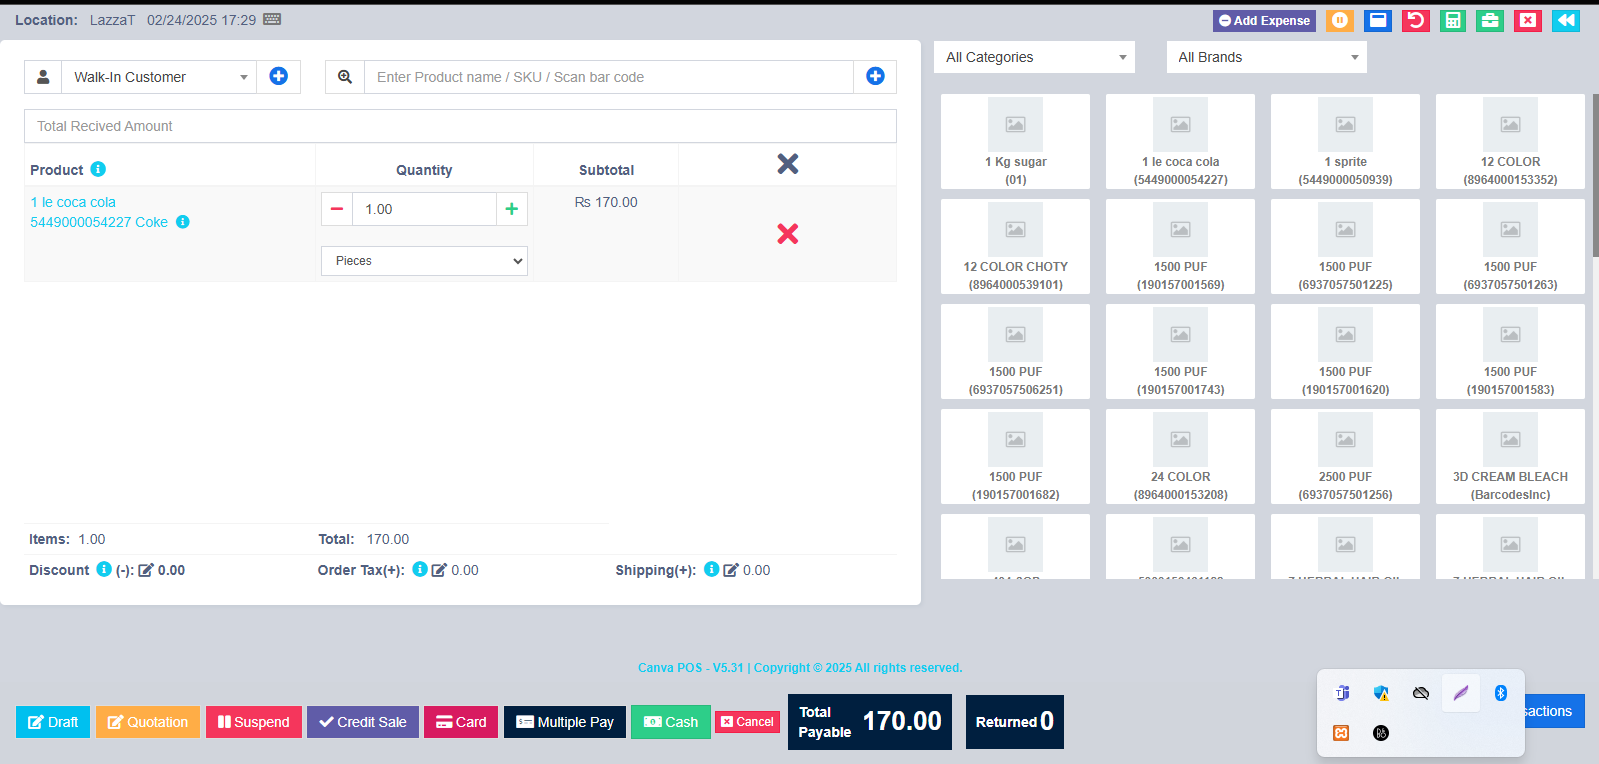 Location: LazzaT 02/24/2025 17:29
Add Expense
Walk-In Customer
Enter Product name / SKU / Scan bar code
All Categories
All Brands
Total Recived Amount
Product Quantity Subtotal
1 le coca cola
5449000054227 Coke
1.00
Rs 170.00
Pieces
Items: 1.00 Total: 170.00
Discount (-): 0.00 Order Tax(+): 0.00 Shipping(+): 0.00
1 Kg sugar
(01)
1 le coca cola
(5449000054227)
1 sprite
(5449000050939)
12 COLOR
(8964000153352)
12 COLOR CHOTY
(8964000539101)
1500 PUF
(190157001569)
1500 PUF
(6937057501225)
1500 PUF
(6937057501263)
1500 PUF
(6937057506251)
1500 PUF
(190157001743)
1500 PUF
(190157001620)
1500 PUF
(190157001583)
1500 PUF
(190157001682)
24 COLOR
(8964000153208)
2500 PUF
(6937057501256)
3D CREAM BLEACH
(BarcodesInc)
Canva POS - V5.31 | Copyright © 2025 All rights reserved.
Draft
Quotation
Suspend
Credit Sale
Card
Multiple Pay
Cash
Cancel
Total
Payable
170.00
Returned 0
sactions